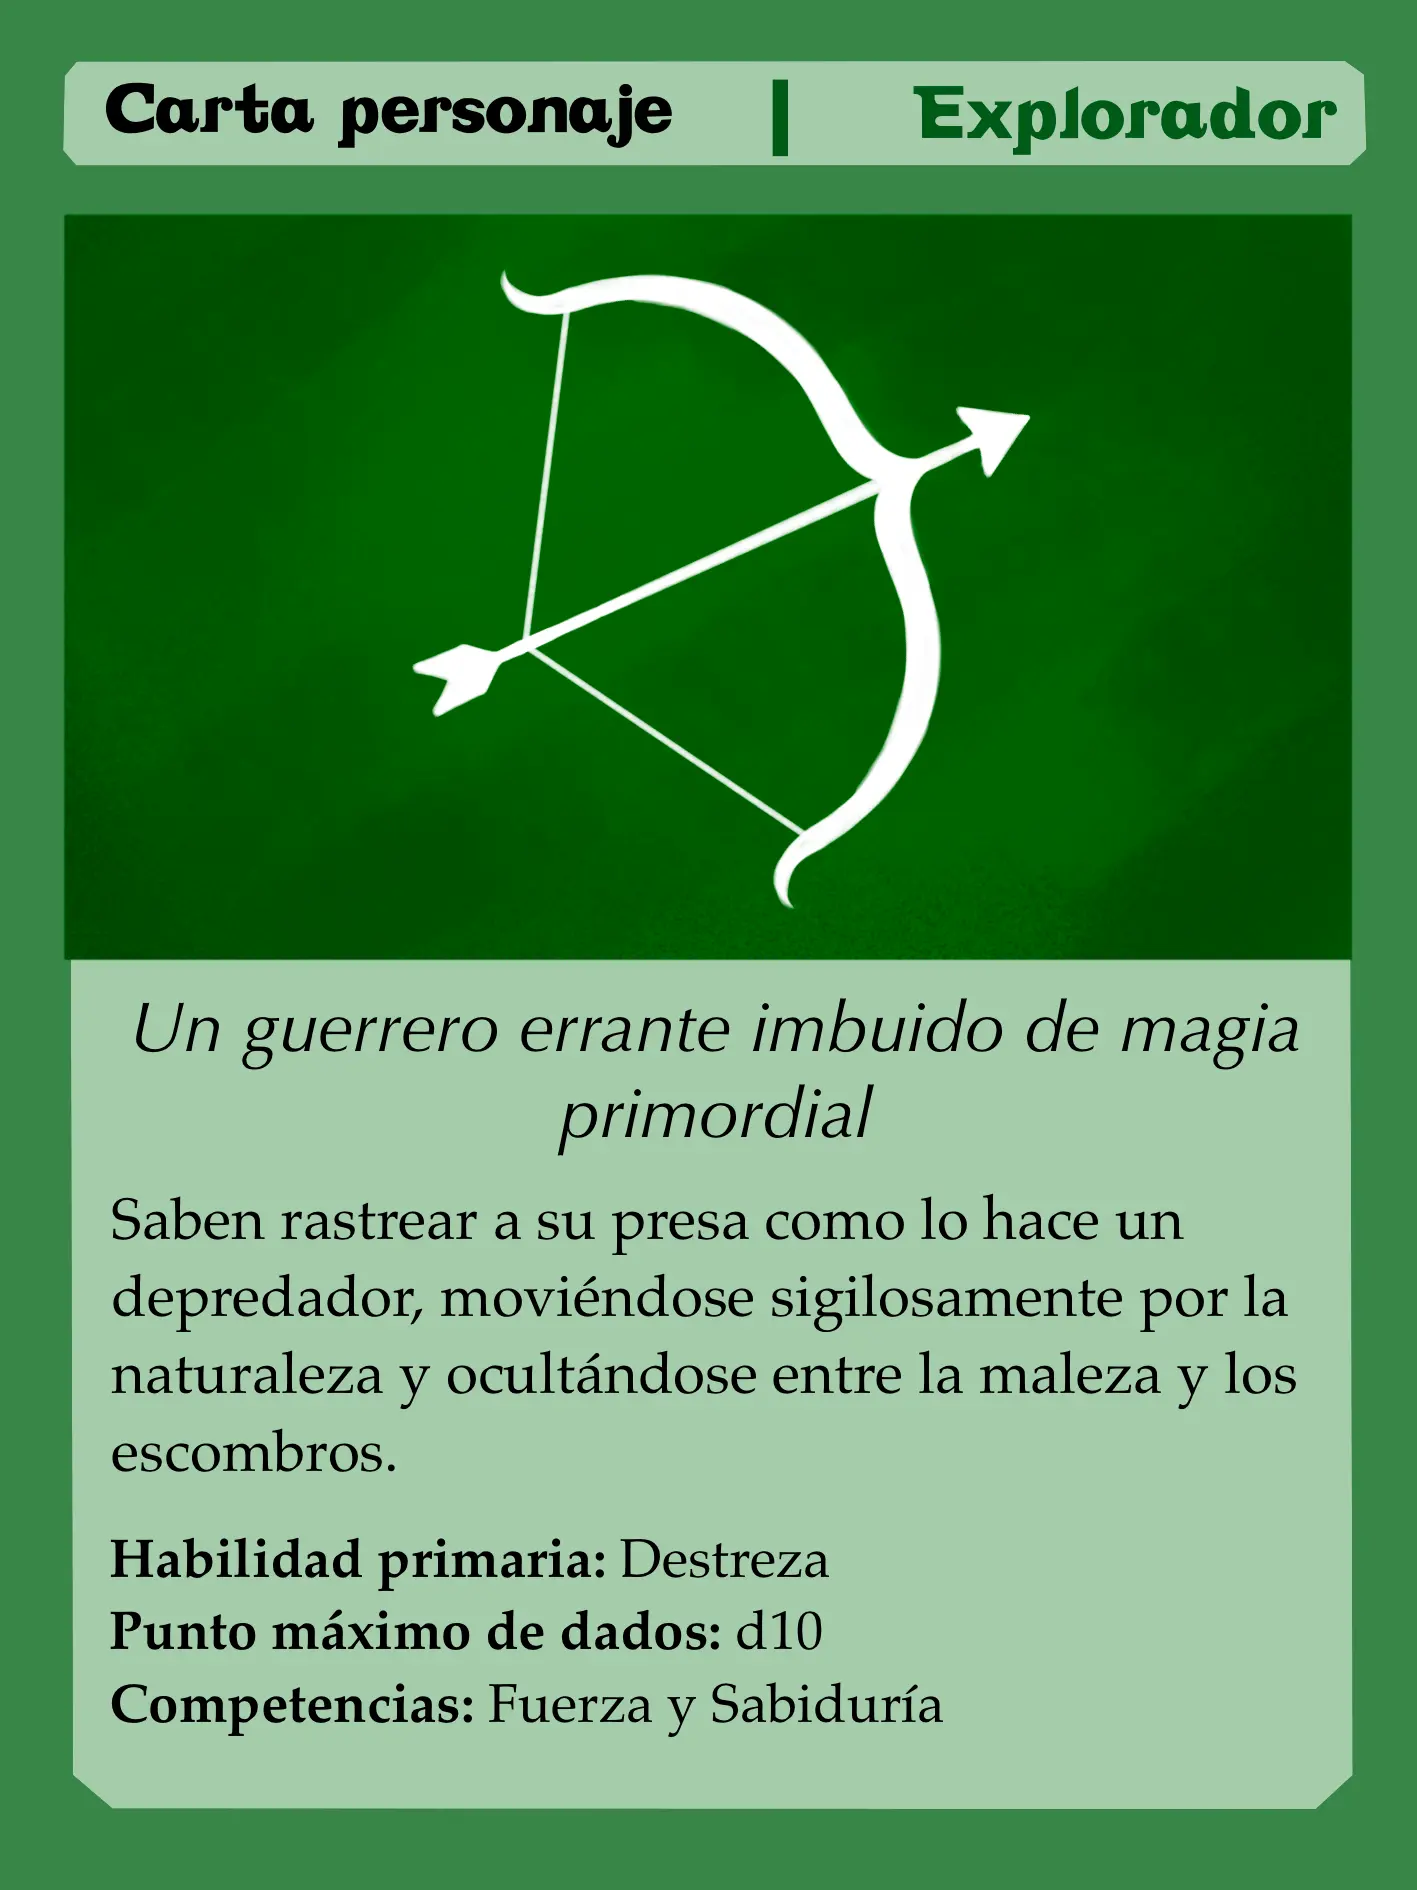 Carta personaje | Explorador
Un guerrero errante imbuido de magia
primordial
Saben rastrear a su presa como lo hace un
depredador, moviéndose sigilosamente por la
naturaleza y ocultándose entre la maleza y los
escombros.
Habilidad primaria: Destreza
Punto máximo de dados: d10
Competencias: Fuerza y Sabiduría